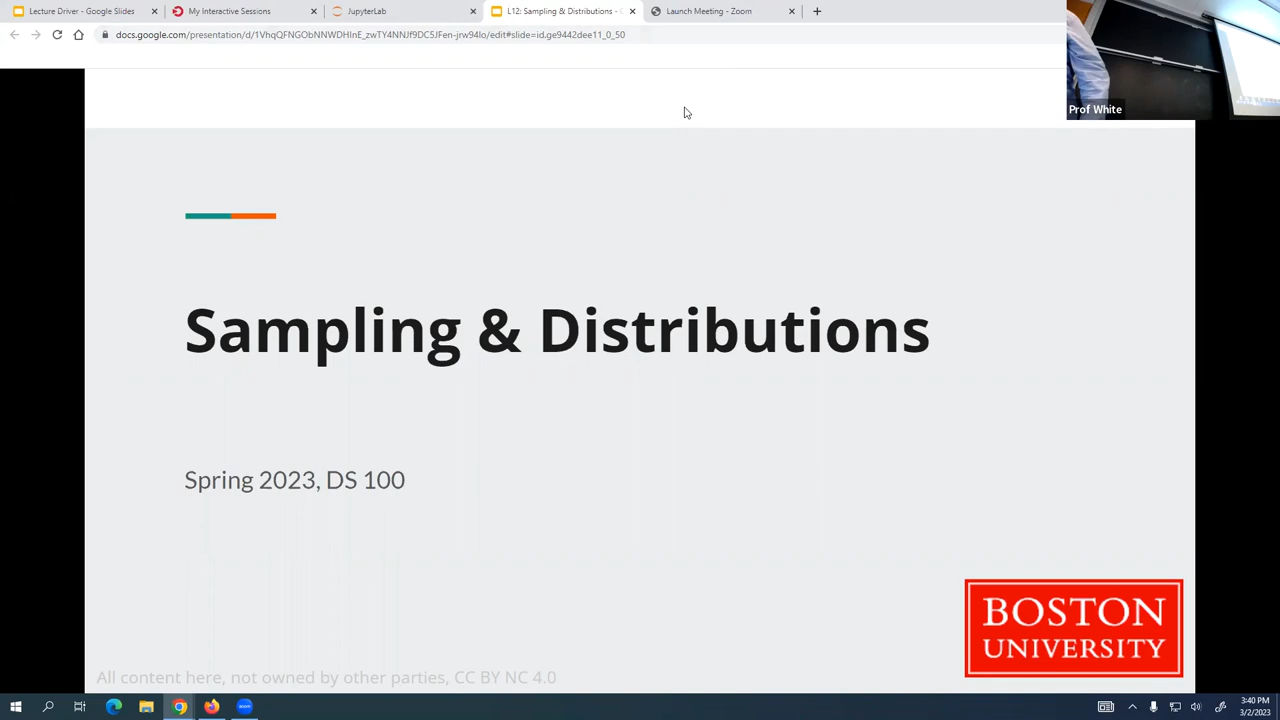 Lecture Driver - Google Slides
My Interactive Sessions
JupyterLab
L12: Sampling & Distributions -
Launch Meeting - Zoom
docs.google.com/presentation/d/1VhqQFNGObNNWDHInE_zwTY4NNJf9DC5JFen-jrw94Io/edit#slide=id.ge9442dee11_0_50
Prof White
Sampling & Distributions
Spring 2023, DS 100
BOSTON
UNIVERSITY
All content here, not owned by other parties, CC BY NC 4.0
zoom
3:40 PM
3/2/2023